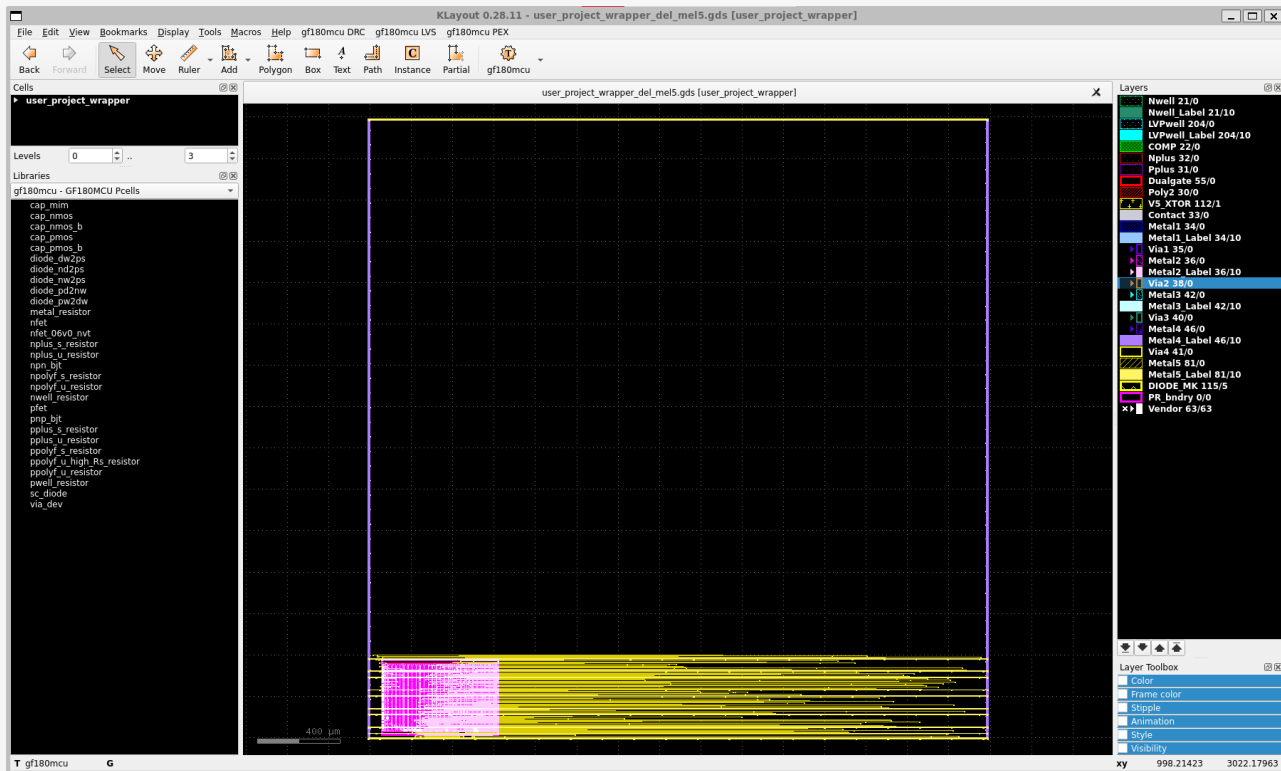 KLayout 0.28.11 - user_project_wrapper_del_mel5.gds [user_project_wrapper]
File Edit View Bookmarks Display Tools Macros Help gf180mcu DRC gf180mcu LVS gf180mcu PEX
Back Forward Select Move Ruler Add Polygon Box Text Path Instance Partial gf180mcu
Cells
user_project_wrapper
Levels 0 .. 3
Libraries
gf180mcu - GF180MCU Pcells
cap_mim
cap_nmos
cap_nmos_b
cap_pmos
cap_pmos_b
diode_dw2ps
diode_nd2ps
diode_nw2ps
diode_pd2nw
diode_pw2dw
metal_resistor
nfet
nfet_06v0_nvt
nplus_s_resistor
nplus_u_resistor
npn_bjt
npolyf_s_resistor
npolyf_u_resistor
nwell_resistor
pfet
pnp_bjt
pplus_s_resistor
pplus_u_resistor
ppolyf_s_resistor
ppolyf_u_high_Rs_resistor
ppolyf_u_resistor
pwell_resistor
sc_diode
via_dev
user_project_wrapper_del_mel5.gds [user_project_wrapper]
400 µm
Layers
Nwell 21/0
Nwell_Label 21/10
LVPwell 204/0
LVPwell_Label 204/10
COMP 22/0
Nplus 32/0
Pplus 31/0
Dualgate 55/0
Poly2 30/0
V5_XTOR 112/1
Contact 33/0
Metal1 34/0
Metal1_Label 34/10
Via1 35/0
Metal2 36/0
Metal2_Label 36/10
Via2 38/0
Metal3 42/0
Metal3_Label 42/10
Via3 40/0
Metal4 46/0
Metal4_Label 46/10
Via4 41/0
Metal5 81/0
Metal5_Label 81/10
DIODE_MK 115/5
PR_bndry 0/0
Vendor 63/63
Layer Toolbox
Color
Frame color
Stipple
Animation
Style
Visibility
T gf180mcu G xy 998.21423 3022.17963